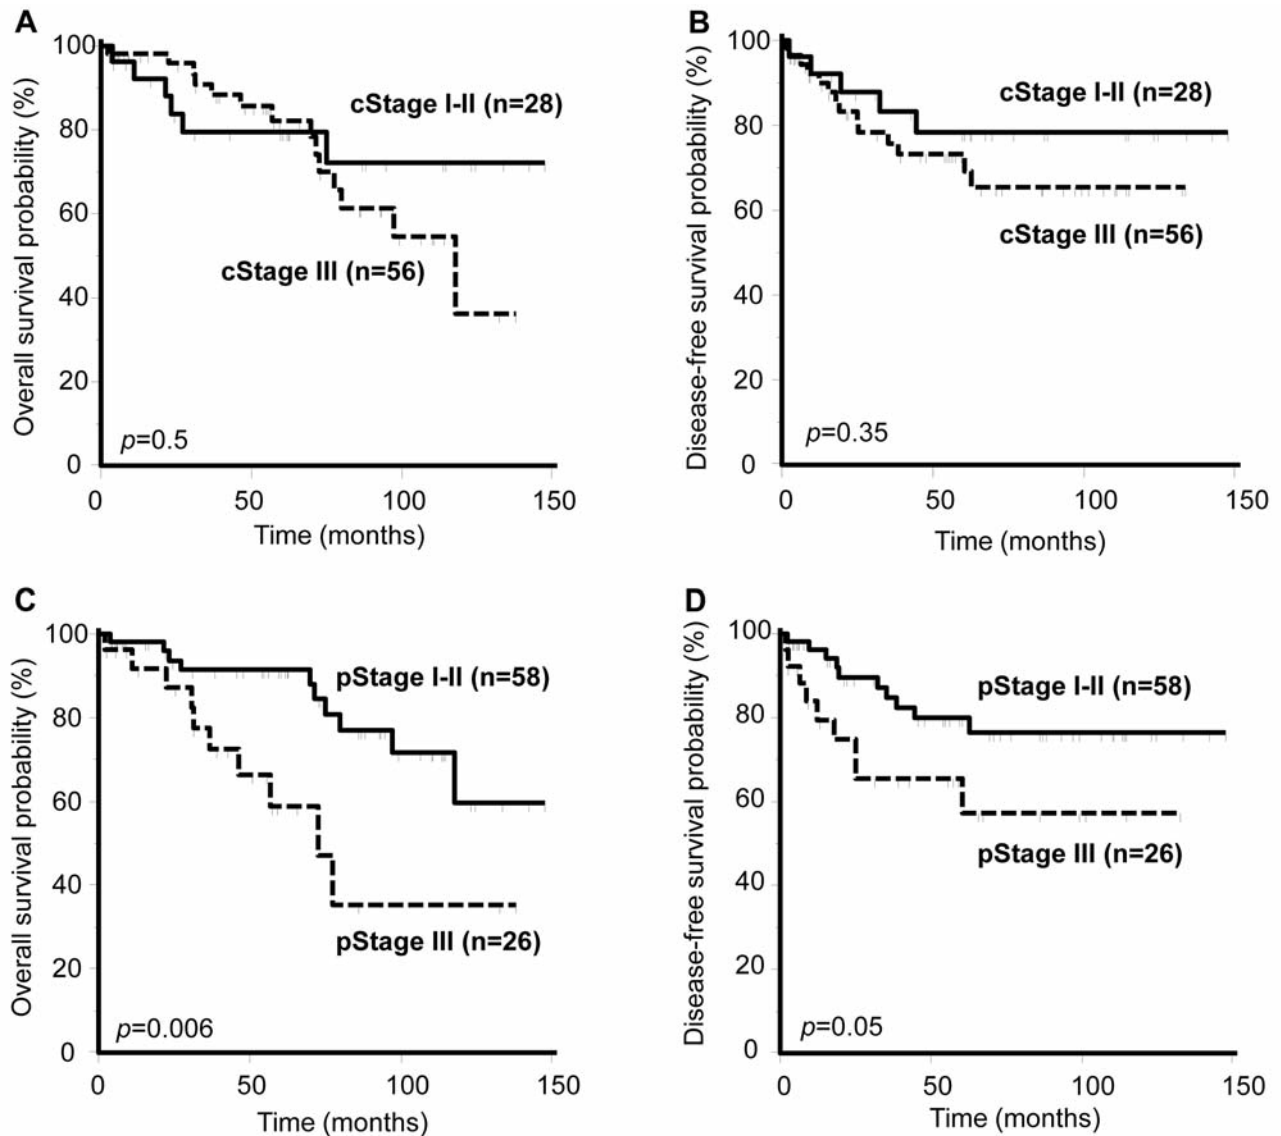 A
Overall survival probability (%)
100
80
60
40
20
0
cStage I-II (n=28)
cStage III (n=56)
p=0.5
0 50 100 150
Time (months)
B
Disease-free survival probability (%)
100
80
60
40
20
0
cStage I-II (n=28)
cStage III (n=56)
p=0.35
0 50 100 150
Time (months)
C
Overall survival probability (%)
100
80
60
40
20
0
pStage I-II (n=58)
pStage III (n=26)
p=0.006
0 50 100 150
Time (months)
D
Disease-free survival probability (%)
100
80
60
40
20
0
pStage I-II (n=58)
pStage III (n=26)
p=0.05
0 50 100 150
Time (months)